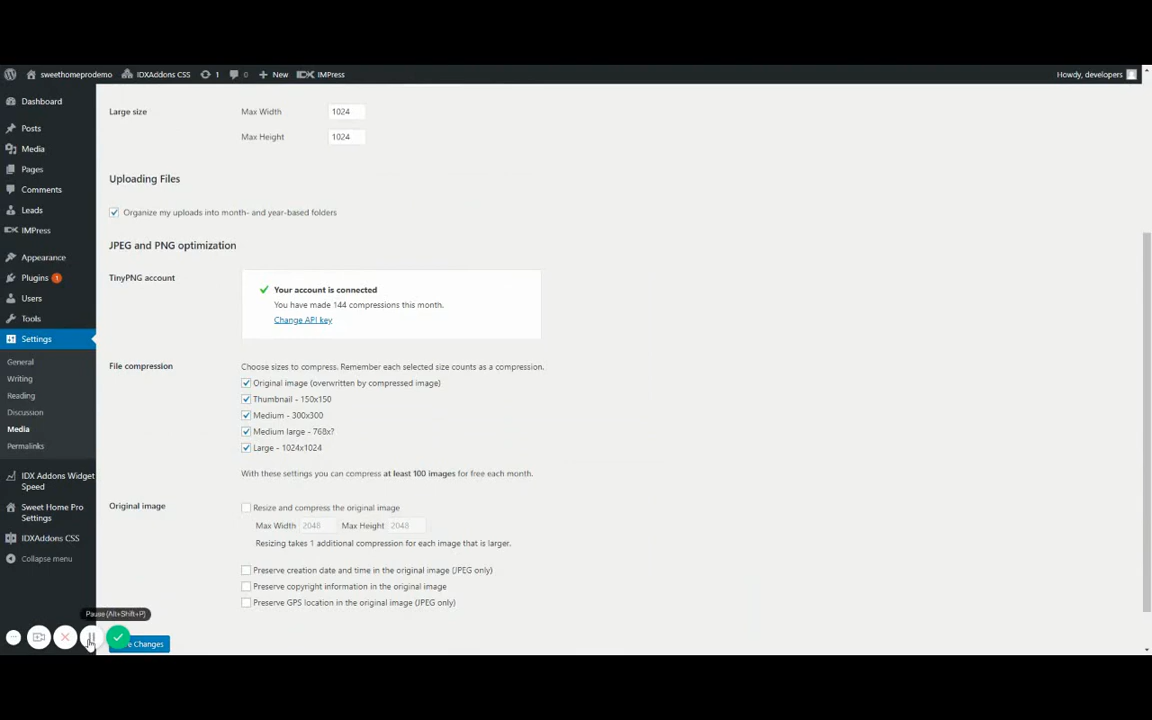 sweethomeprodemo IDXAddons CSS 1 0 New IMPress Howdy, developers
Dashboard
Posts
Media
Pages
Comments
Leads
IMPress
Appearance
Plugins 1
Users
Tools
Settings
General
Writing
Reading
Discussion
Media
Permalinks
IDX Addons Widget
Speed
Sweet Home Pro
Settings
IDXAddons CSS
Collapse menu
Large size Max Width 1024
Max Height 1024
Uploading Files
Organize my uploads into month- and year-based folders
JPEG and PNG optimization
TinyPNG account Your account is connected
You have made 144 compressions this month.
Change API key
File compression Choose sizes to compress. Remember each selected size counts as a compression.
Original image (overwritten by compressed image)
Thumbnail - 150x150
Medium - 300x300
Medium large - 768x?
Large - 1024x1024
With these settings you can compress at least 100 images for free each month.
Original image Resize and compress the original image
Max Width 2048 Max Height 2048
Resizing takes 1 additional compression for each image that is larger.
Preserve creation date and time in the original image (JPEG only)
Preserve copyright information in the original image
Preserve GPS location in the original image (JPEG only)
Pause (Alt+Shift+P)
Changes